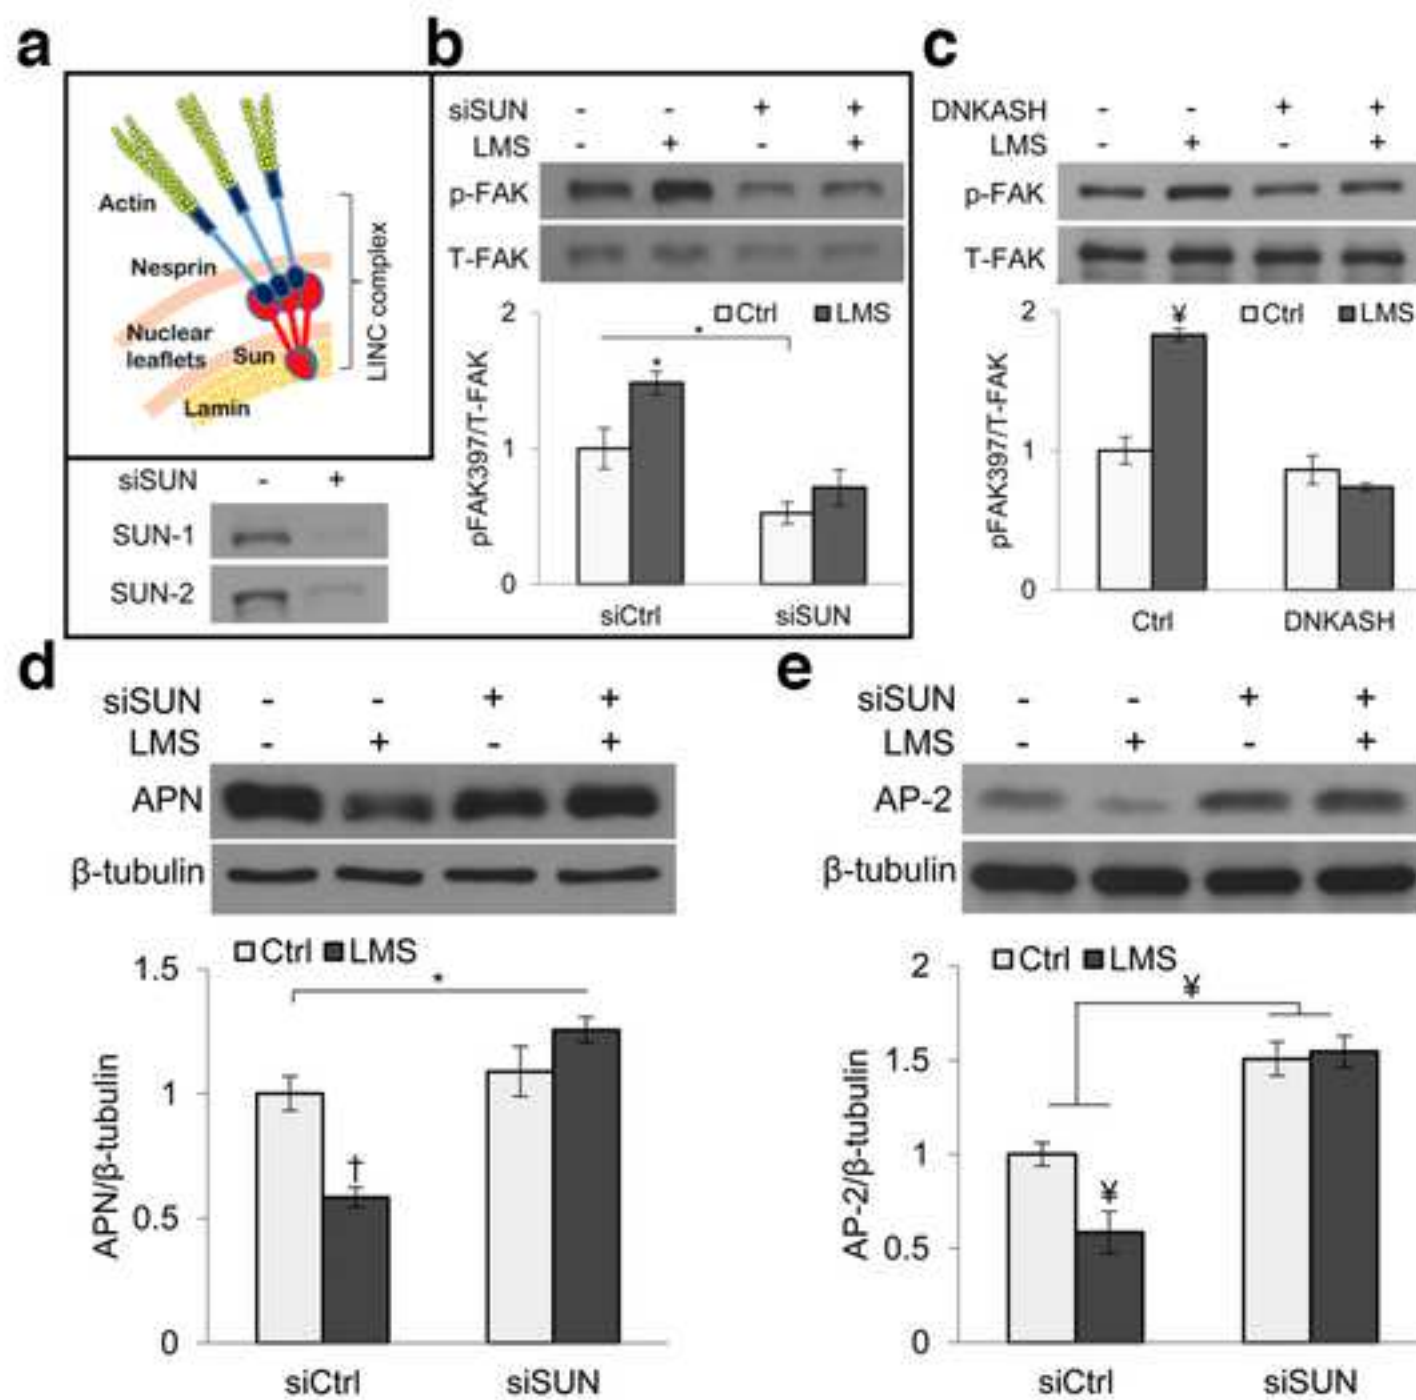 a
Actin
Nesprin
Nuclear
leaflets
Sun
Lamin
LINC complex
siSUN - +
SUN-1
SUN-2
b
siSUN - - + +
LMS - + - +
p-FAK
T-FAK
pFAK397/T-FAK
2
1
0
Ctrl LMS
*
*
siCtrl siSUN
c
DNKASH - - + +
LMS - + - +
p-FAK
T-FAK
pFAK397/T-FAK
2
1
0
¥
Ctrl LMS
Ctrl DNKASH
d
siSUN - - + +
LMS - + - +
APN
β-tubulin
Ctrl LMS
APN/β-tubulin
1.5
1
0.5
0
*
†
siCtrl siSUN
e
siSUN - - + +
LMS - + - +
AP-2
β-tubulin
Ctrl LMS
AP-2/β-tubulin
2
1.5
1
0.5
0
¥
¥
siCtrl siSUN